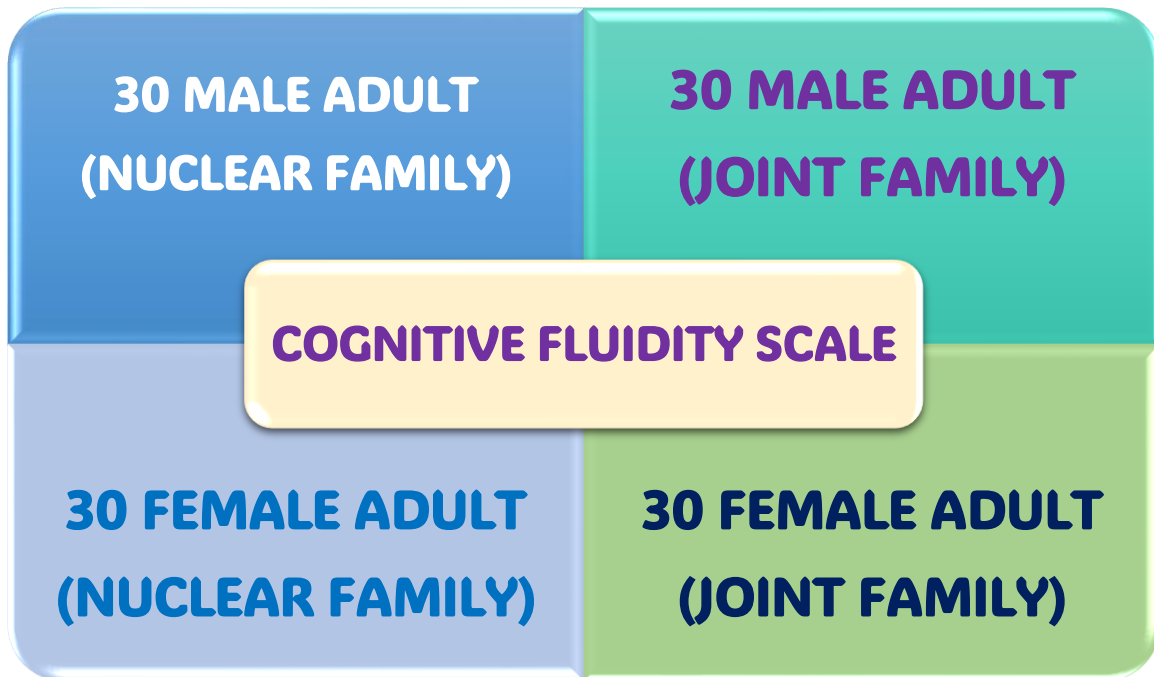 30 MALE ADULT
(NUCLEAR FAMILY)
30 MALE ADULT
(JOINT FAMILY)
COGNITIVE FLUIDITY SCALE
30 FEMALE ADULT
(NUCLEAR FAMILY)
30 FEMALE ADULT
(JOINT FAMILY)